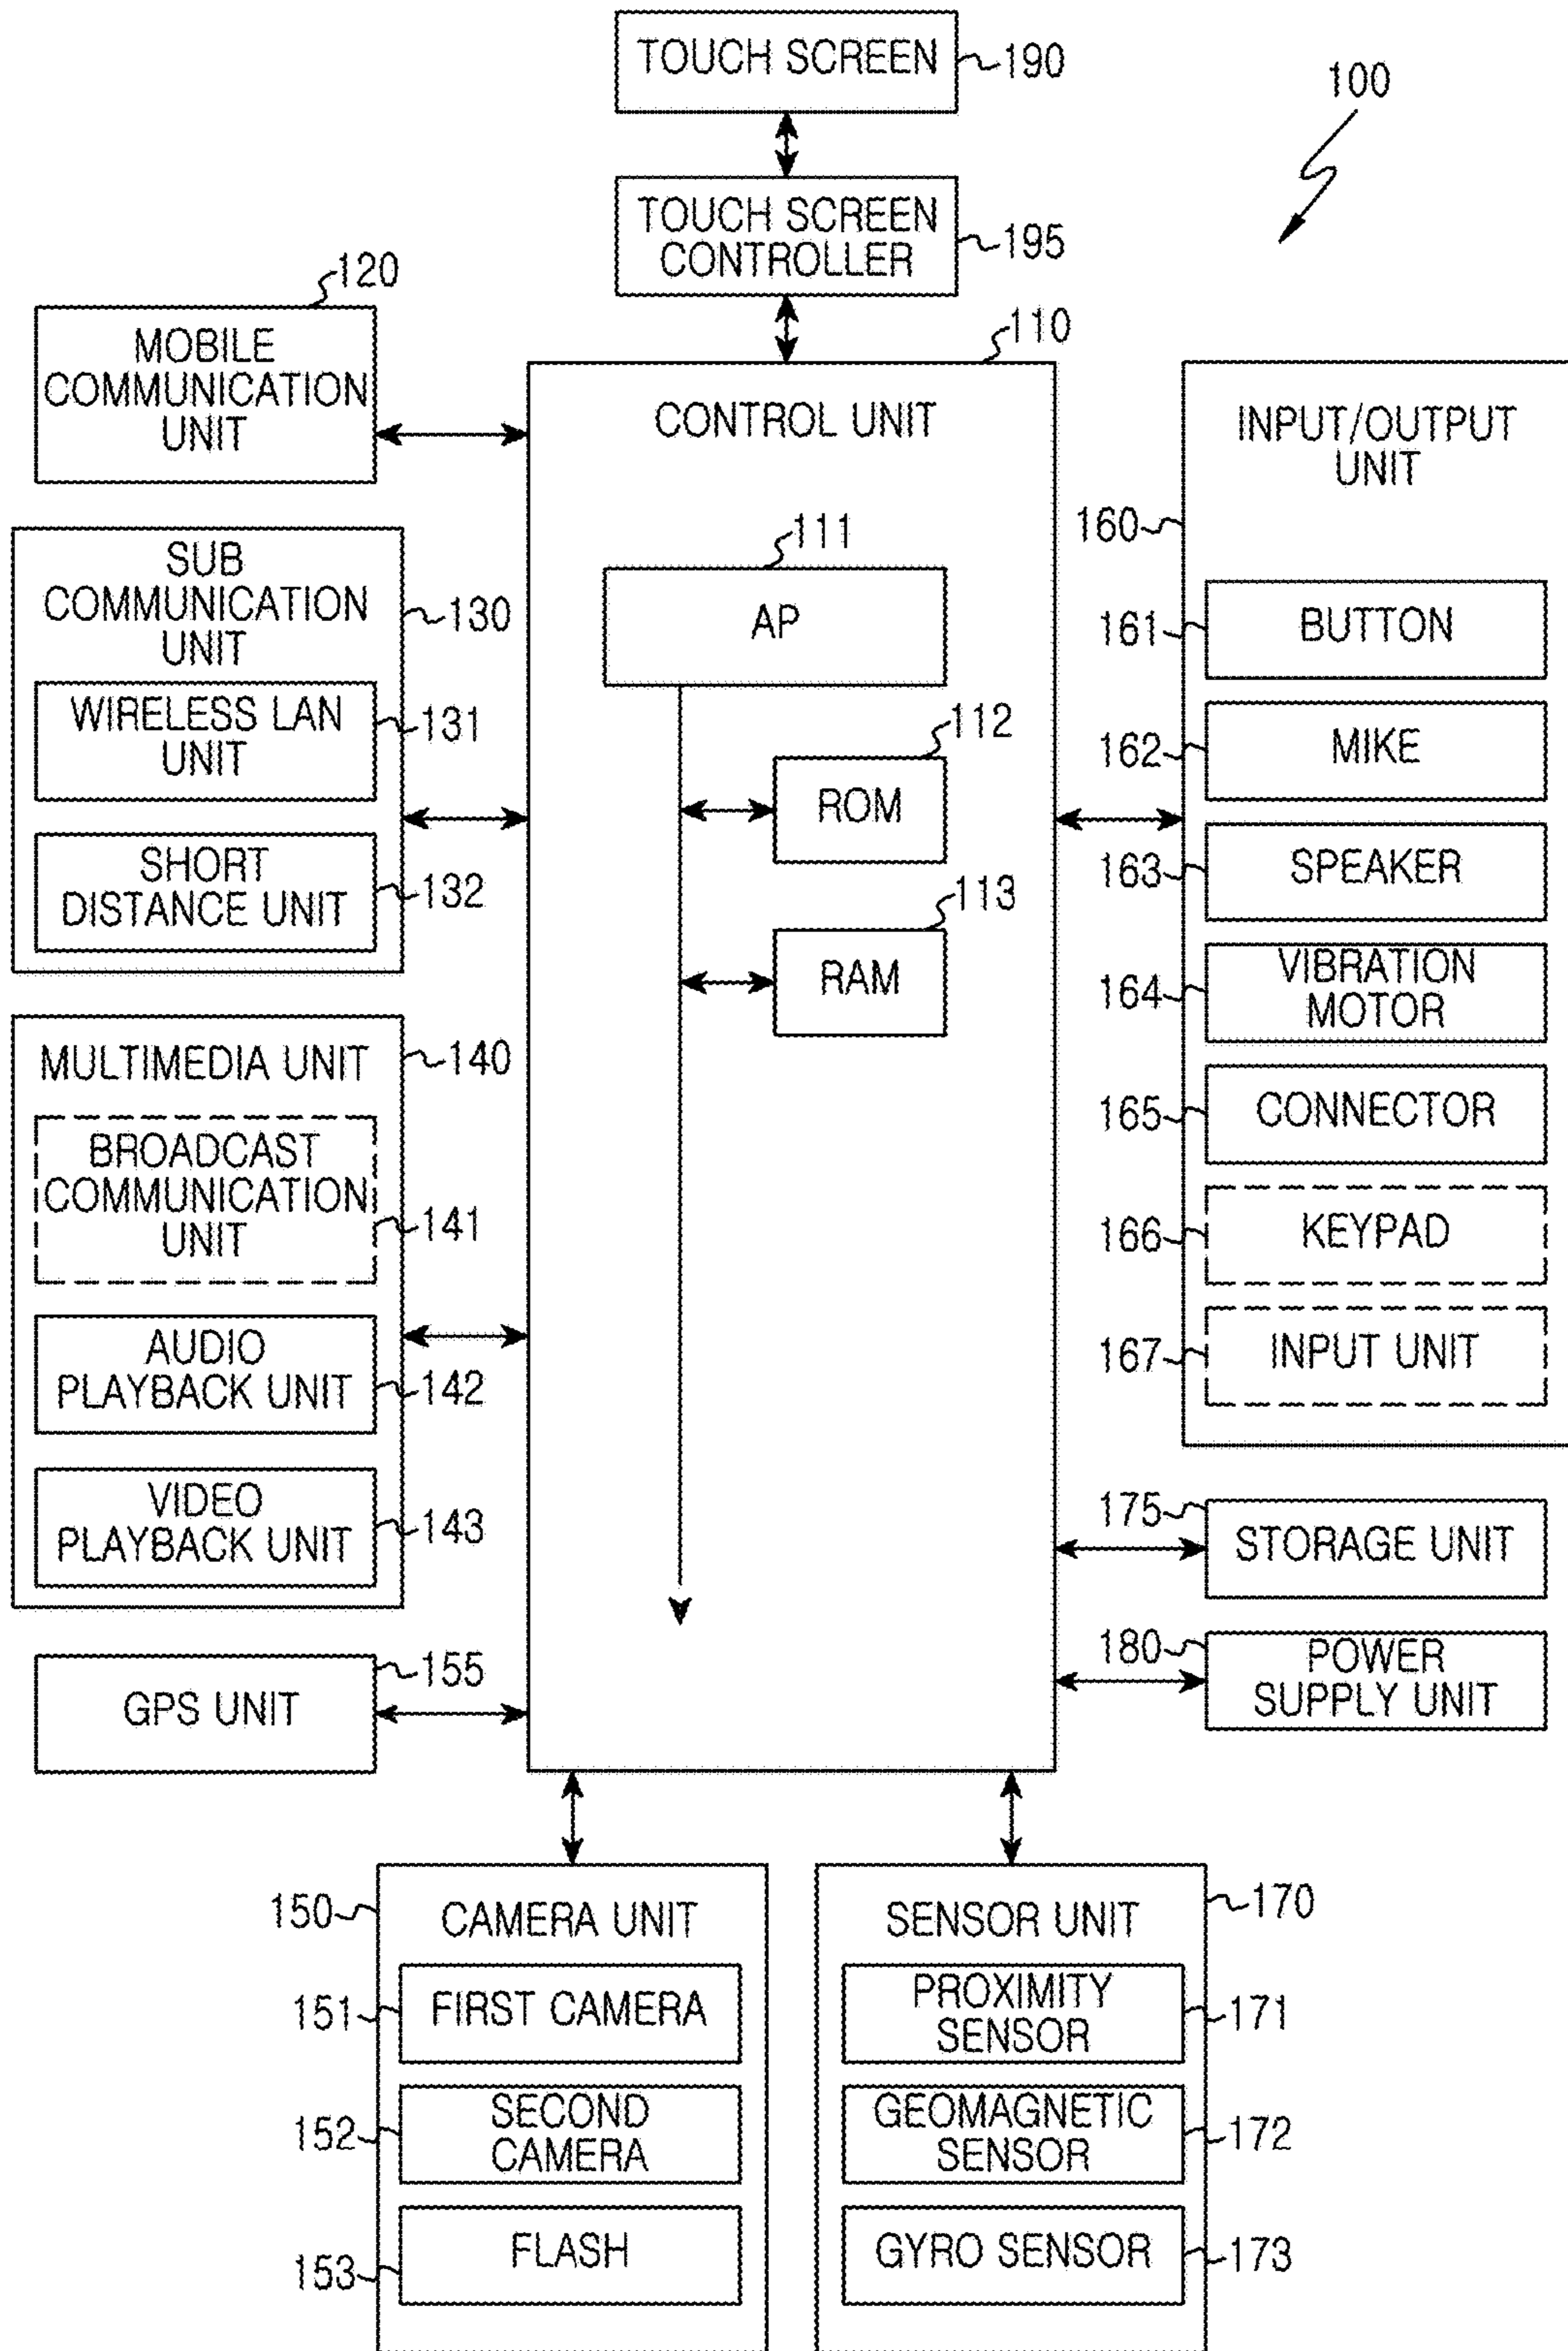 TOUCH SCREEN
190
100
TOUCH SCREEN
CONTROLLER
195
120
MOBILE
COMMUNICATION
UNIT
110
CONTROL UNIT
111
AP
112
ROM
113
RAM
SUB
COMMUNICATION
UNIT
130
WIRELESS LAN
UNIT
131
SHORT
DISTANCE UNIT
132
MULTIMEDIA UNIT
140
BROADCAST
COMMUNICATION
UNIT
141
AUDIO
PLAYBACK UNIT
142
VIDEO
PLAYBACK UNIT
143
GPS UNIT
155
INPUT/OUTPUT
UNIT
160
161
BUTTON
162
MIKE
163
SPEAKER
164
VIBRATION
MOTOR
165
CONNECTOR
166
KEYPAD
167
INPUT UNIT
175
STORAGE UNIT
180
POWER
SUPPLY UNIT
150
CAMERA UNIT
151
FIRST CAMERA
152
SECOND
CAMERA
153
FLASH
SENSOR UNIT
170
PROXIMITY
SENSOR
171
GEOMAGNETIC
SENSOR
172
GYRO SENSOR
173